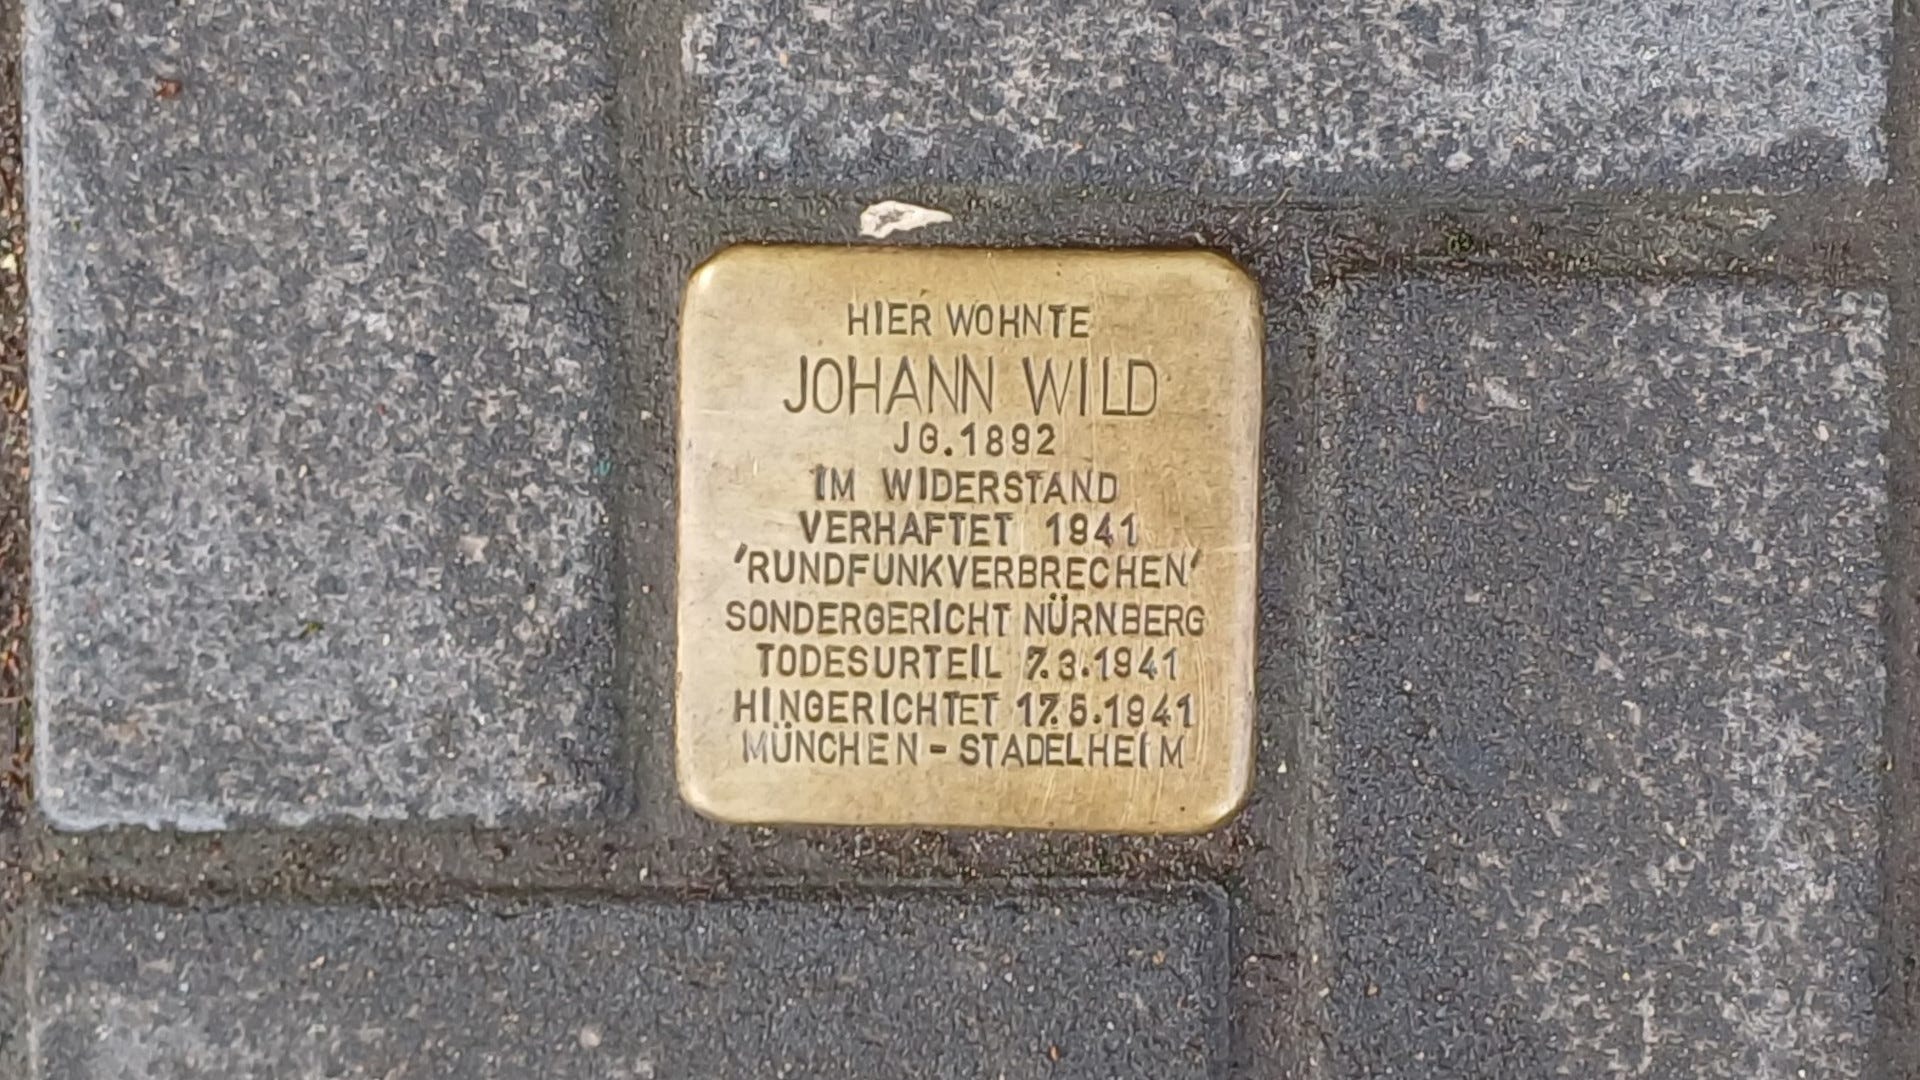 HIER WOHNTE
JOHANN WILD
JG. 1892
IM WIDERSTAND
VERHAFTET 1941
'RUNDFUNKVERBRECHEN'
SONDERGERICHT NÜRNBERG
TODESURTEIL 7.3.1941
HINGERICHTET 17.5.1941
MÜNCHEN - STADELHEIM